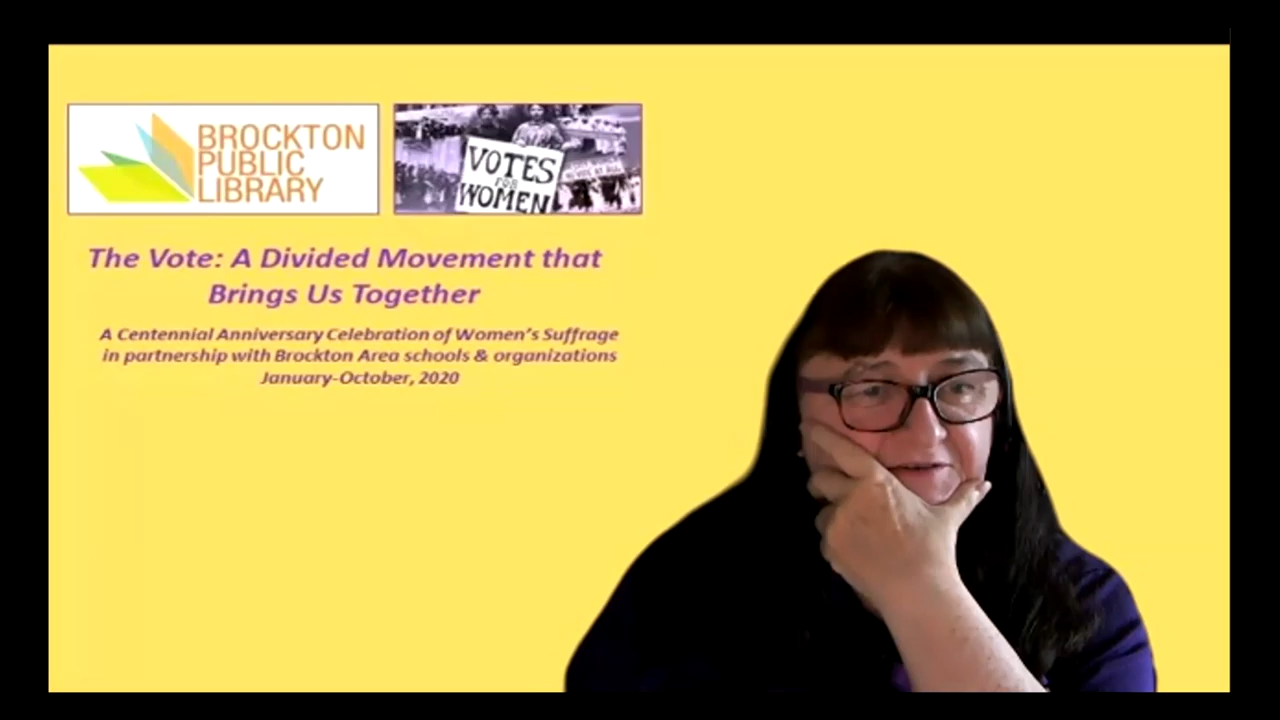 BROCKTON
PUBLIC
LIBRARY
VOTES
FOR
WOMEN
The Vote: A Divided Movement that
Brings Us Together
A Centennial Anniversary Celebration of Women's Suffrage
in partnership with Brockton Area schools & organizations
January-October, 2020